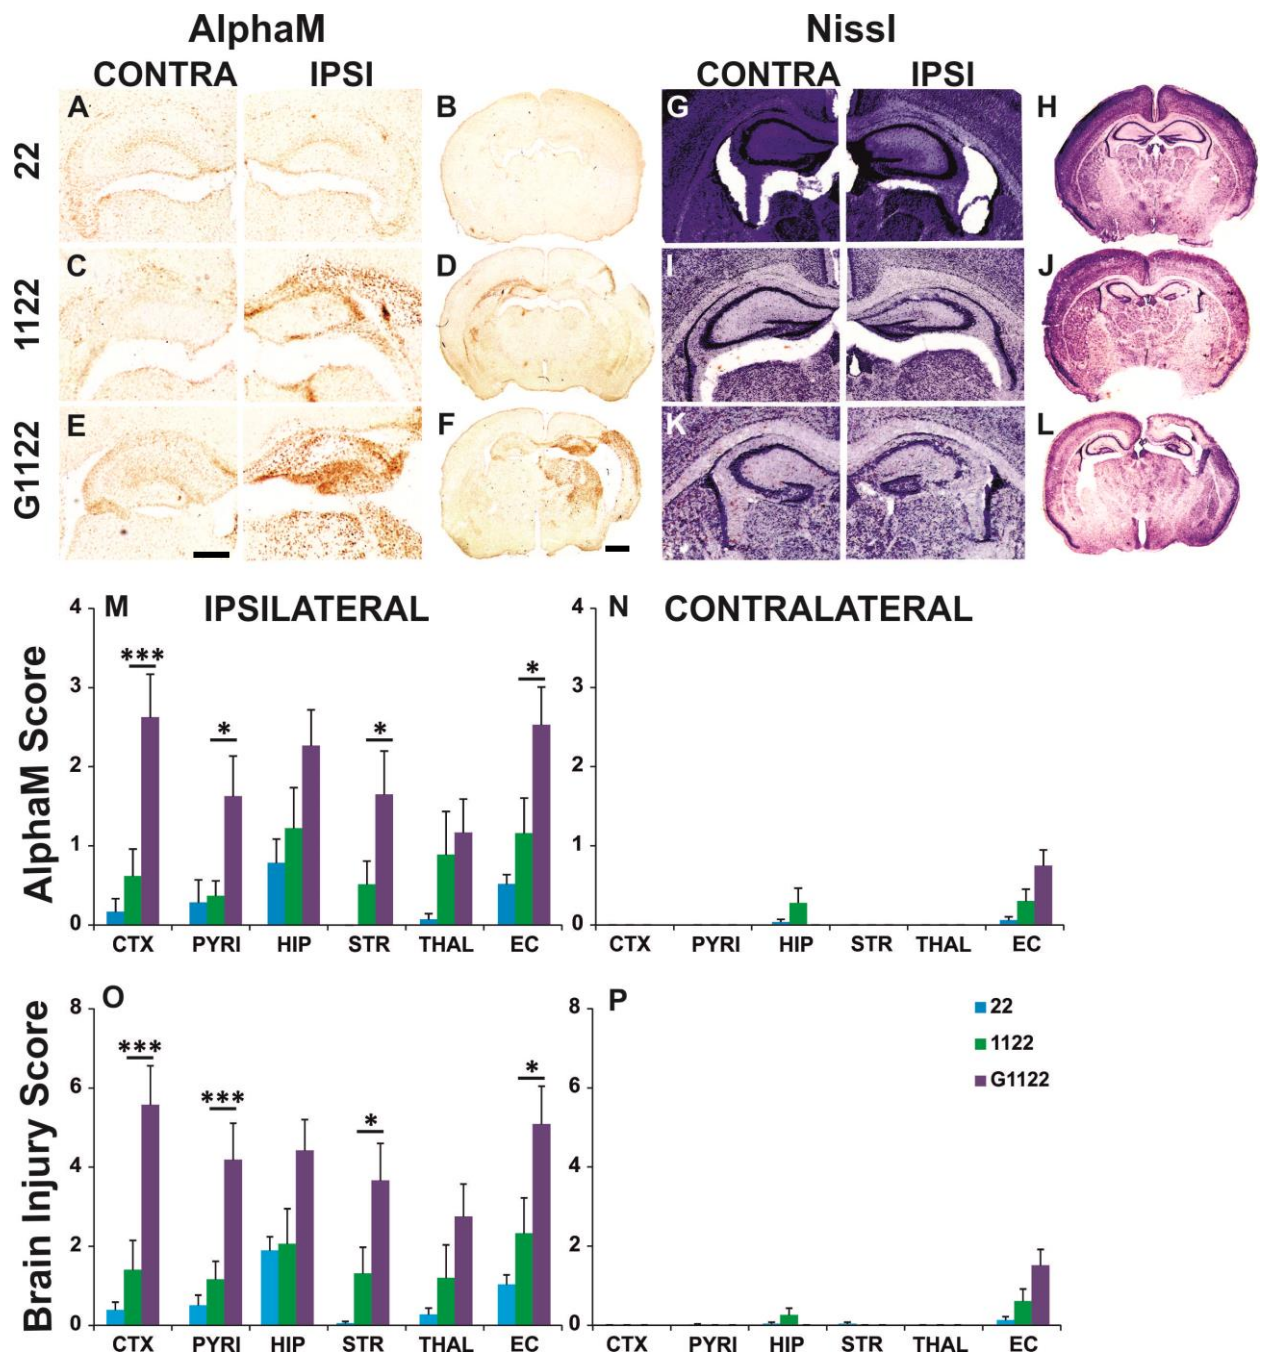 AlphaM Nissl
CONTRA IPSI CONTRA IPSI
22 A B G H
1122 C D I J
G1122 E F K L
M IPSILATERAL N CONTRALATERAL
AlphaM Score
4 4
*** *
3 3
* *
2 2
1 1
0 0
CTX PYRI HIP STR THAL EC CTX PYRI HIP STR THAL EC
O P
Brain Injury Score
8 8
22
*** *
1122
***
G1122
6 6
*
4 4
2 2
0 0
CTX PYRI HIP STR THAL EC CTX PYRI HIP STR THAL EC